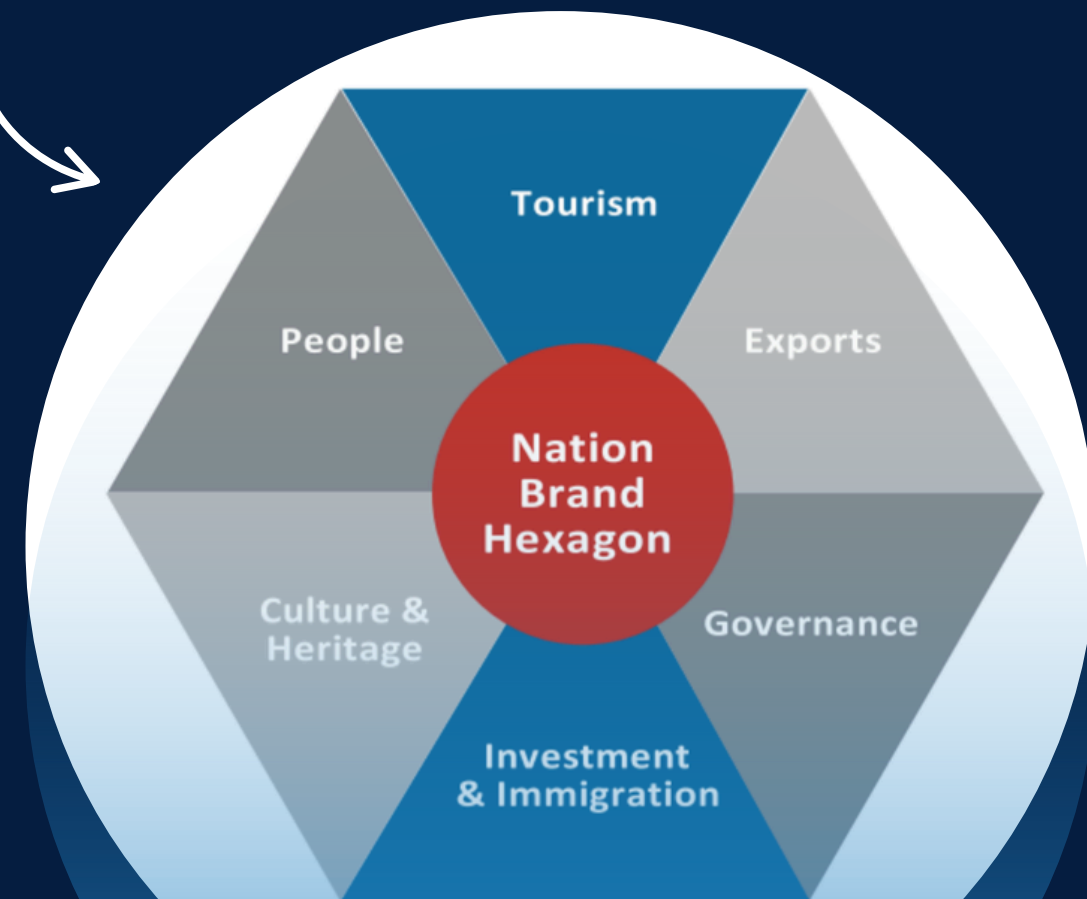 Tourism
People
Exports
Nation
Brand
Hexagon
Culture &
Heritage
Governance
Investment
& Immigration